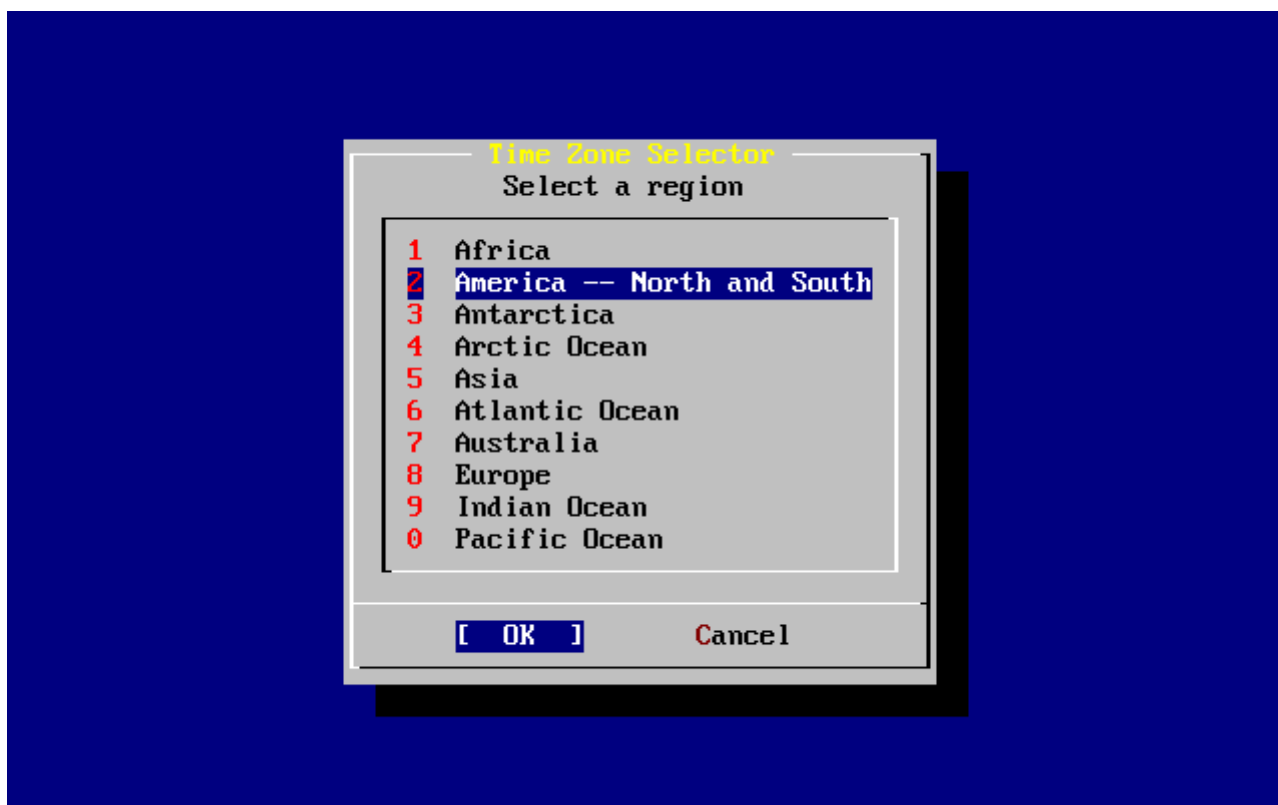 Time Zone Selector
Select a region
1 Africa
2 America -- North and South
3 Antarctica
4 Arctic Ocean
5 Asia
6 Atlantic Ocean
7 Australia
8 Europe
9 Indian Ocean
0 Pacific Ocean
[ OK ] Cancel